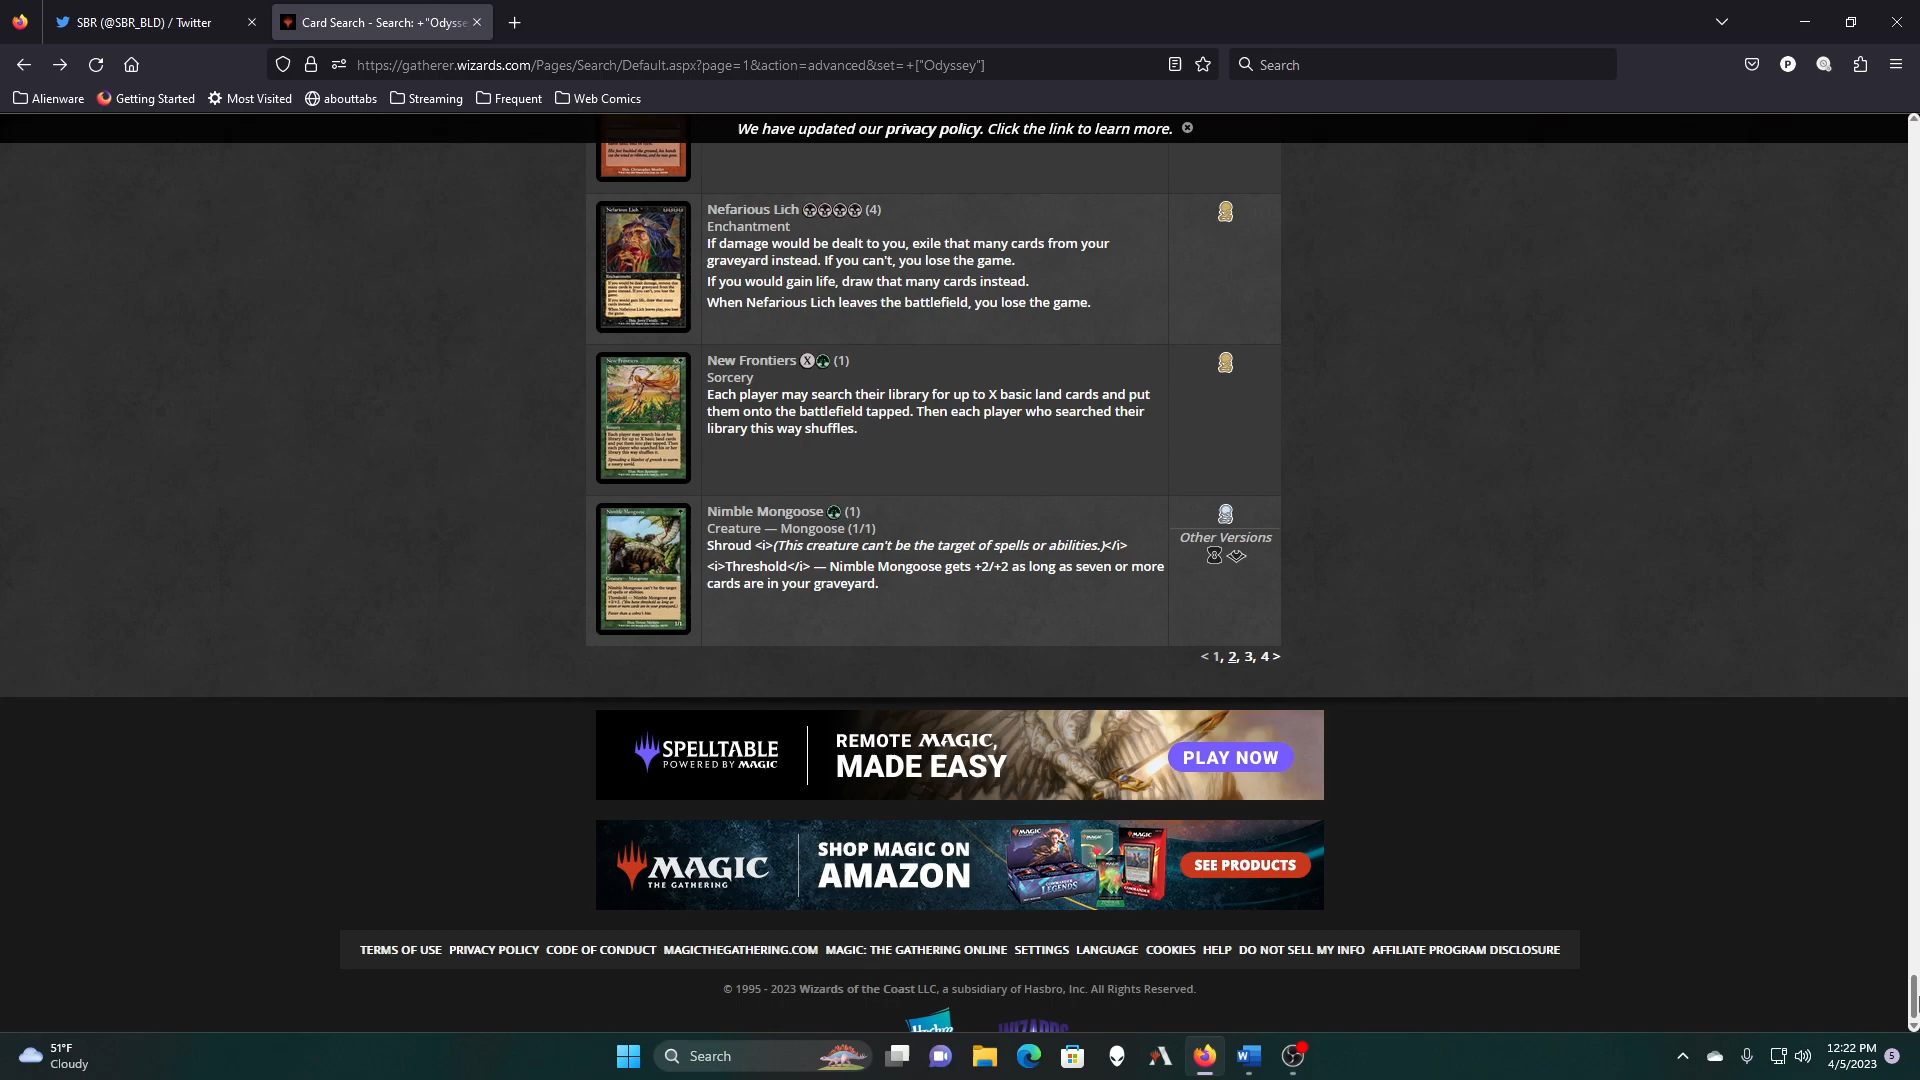 SBR (@SBR_BLD) / Twitter
Card Search - Search: +"Odysse
https://gatherer.wizards.com/Pages/Search/Default.aspx?page=1&action=advanced&set=+["Odyssey"]
Search
Alienware
Getting Started
Most Visited
abouttabs
Streaming
Frequent
Web Comics
We have updated our privacy policy. Click the link to learn more.
Nefarious Lich (4)
Enchantment
If damage would be dealt to you, exile that many cards from your
graveyard instead. If you can't, you lose the game.
If you would gain life, draw that many cards instead.
When Nefarious Lich leaves the battlefield, you lose the game.
New Frontiers X (1)
Sorcery
Each player may search their library for up to X basic land cards and put
them onto the battlefield tapped. Then each player who searched their
library this way shuffles.
Nimble Mongoose (1)
Creature — Mongoose (1/1)
Shroud <i>(This creature can't be the target of spells or abilities.)</i>
<i>Threshold</i> — Nimble Mongoose gets +2/+2 as long as seven or more
cards are in your graveyard.
Other Versions
< 1, 2, 3, 4 >
SPELLTABLE
POWERED BY MAGIC
REMOTE MAGIC,
MADE EASY
PLAY NOW
MAGIC
THE GATHERING
SHOP MAGIC ON
AMAZON
SEE PRODUCTS
TERMS OF USE PRIVACY POLICY CODE OF CONDUCT MAGICTHEGATHERING.COM MAGIC: THE GATHERING ONLINE SETTINGS LANGUAGE COOKIES HELP DO NOT SELL MY INFO AFFILIATE PROGRAM DISCLOSURE
© 1995 - 2023 Wizards of the Coast LLC, a subsidiary of Hasbro, Inc. All Rights Reserved.
51°F
Cloudy
Search
12:22 PM
4/5/2023
5